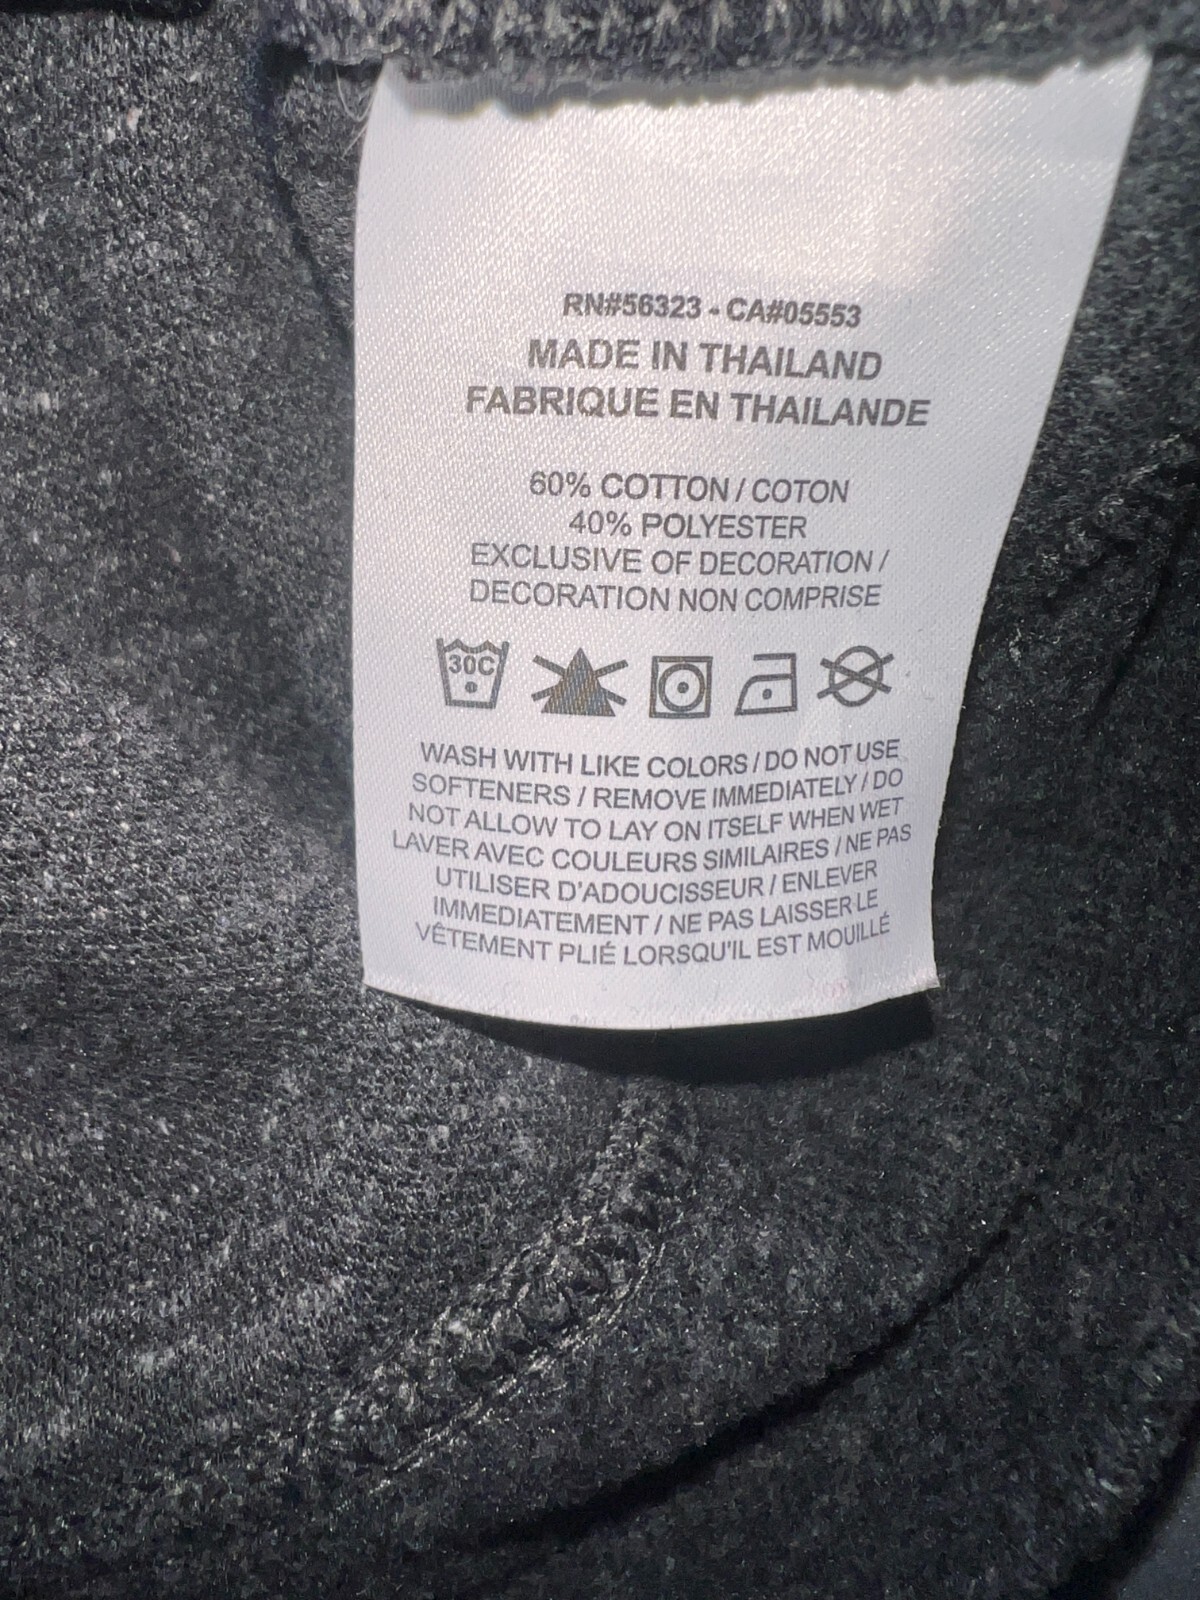 RN#56323 - CA#05553
MADE IN THAILAND
FABRIQUE EN THAILANDE
60% COTTON / COTON
40% POLYESTER
EXCLUSIVE OF DECORATION /
DECORATION NON COMPRISE
30C
WASH WITH LIKE COLORS / DO NOT USE
SOFTENERS / REMOVE IMMEDIATELY / DO
NOT ALLOW TO LAY ON ITSELF WHEN WET
LAVER AVEC COULEURS SIMILAIRES / NE PAS
UTILISER D'ADOUCISSEUR / ENLEVER
IMMEDIATEMENT / NE PAS LAISSER LE
VÊTEMENT PLIÉ LORSQU'IL EST MOUILLÉ